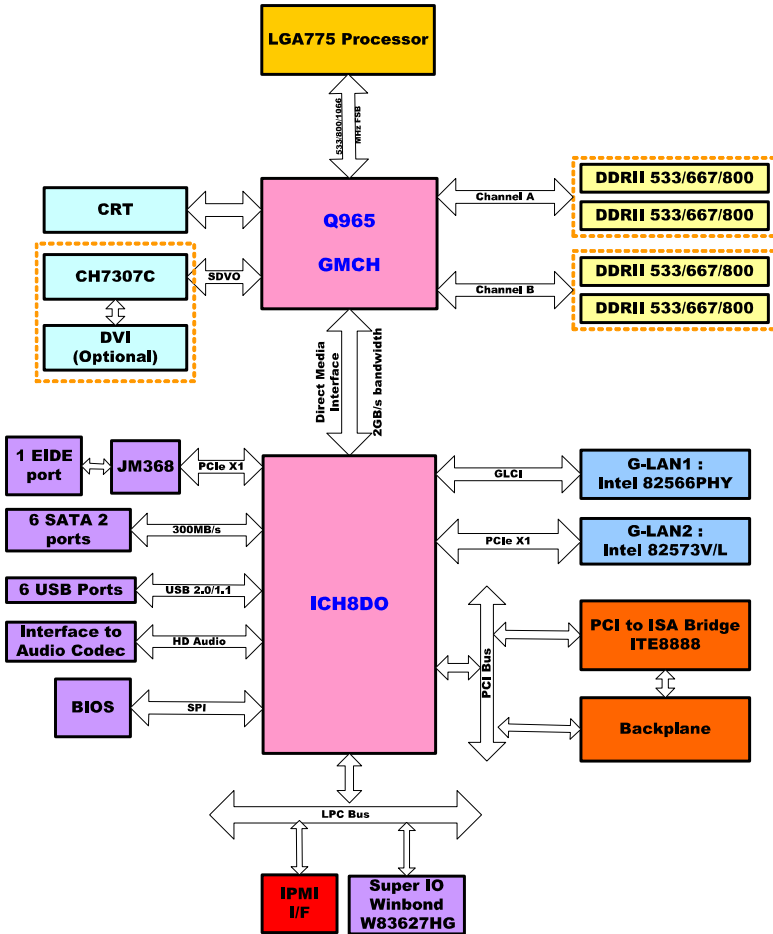 LGA775 Processor
533/800/1066
MHz FSB
Q965
GMCH
CRT
CH7307C
SDVO
DVI
(Optional)
Channel A
DDRII 533/667/800
DDRII 533/667/800
Channel B
DDRII 533/667/800
DDRII 533/667/800
Direct Media
Interface
2GB/s bandwidth
1 EIDE
port
JM368
PCIe X1
6 SATA 2
ports
300MB/s
6 USB Ports
USB 2.0/1.1
Interface to
Audio Codec
HD Audio
BIOS
SPI
ICH8DO
GLCI
G-LAN1 :
Intel 82566PHY
PCIe X1
G-LAN2 :
Intel 82573V/L
PCI Bus
PCI to ISA Bridge
ITE8888
Backplane
LPC Bus
IPMI
I/F
Super IO
Winbond
W83627HG